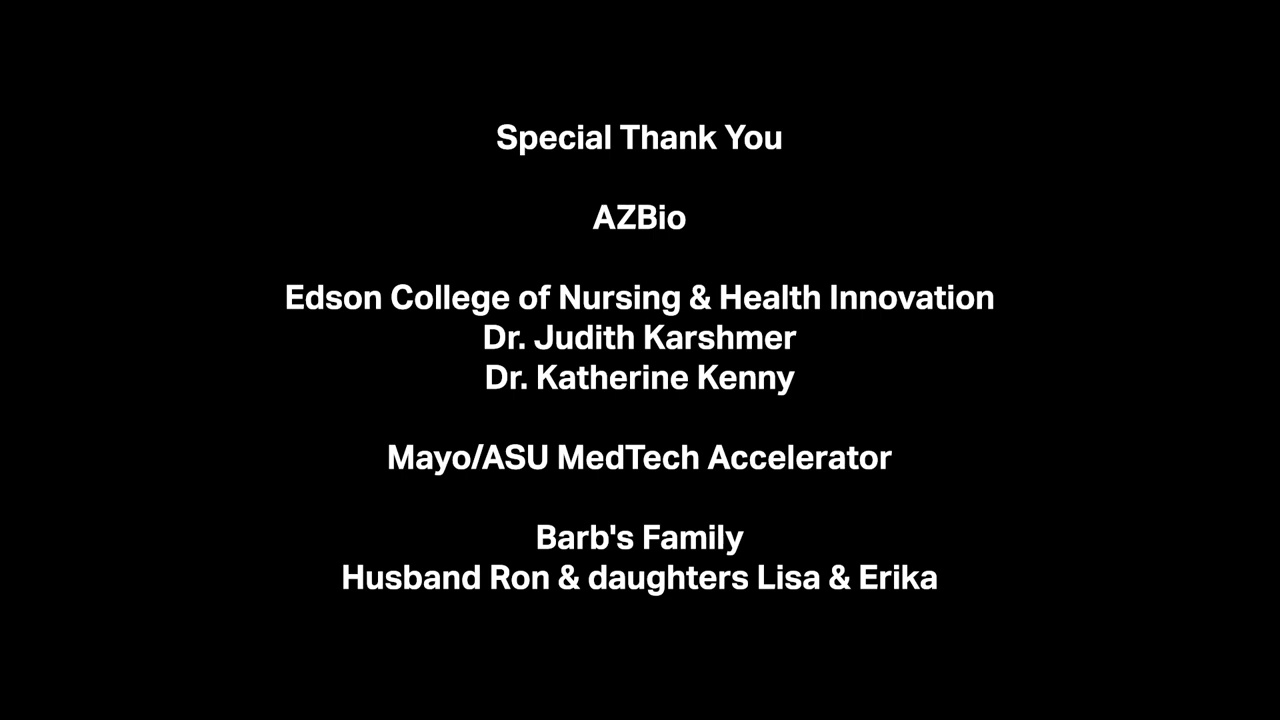 Special Thank You
AZBio
Edson College of Nursing & Health Innovation
Dr. Judith Karshmer
Dr. Katherine Kenny
Mayo/ASU MedTech Accelerator
Barb's Family
Husband Ron & daughters Lisa & Erika